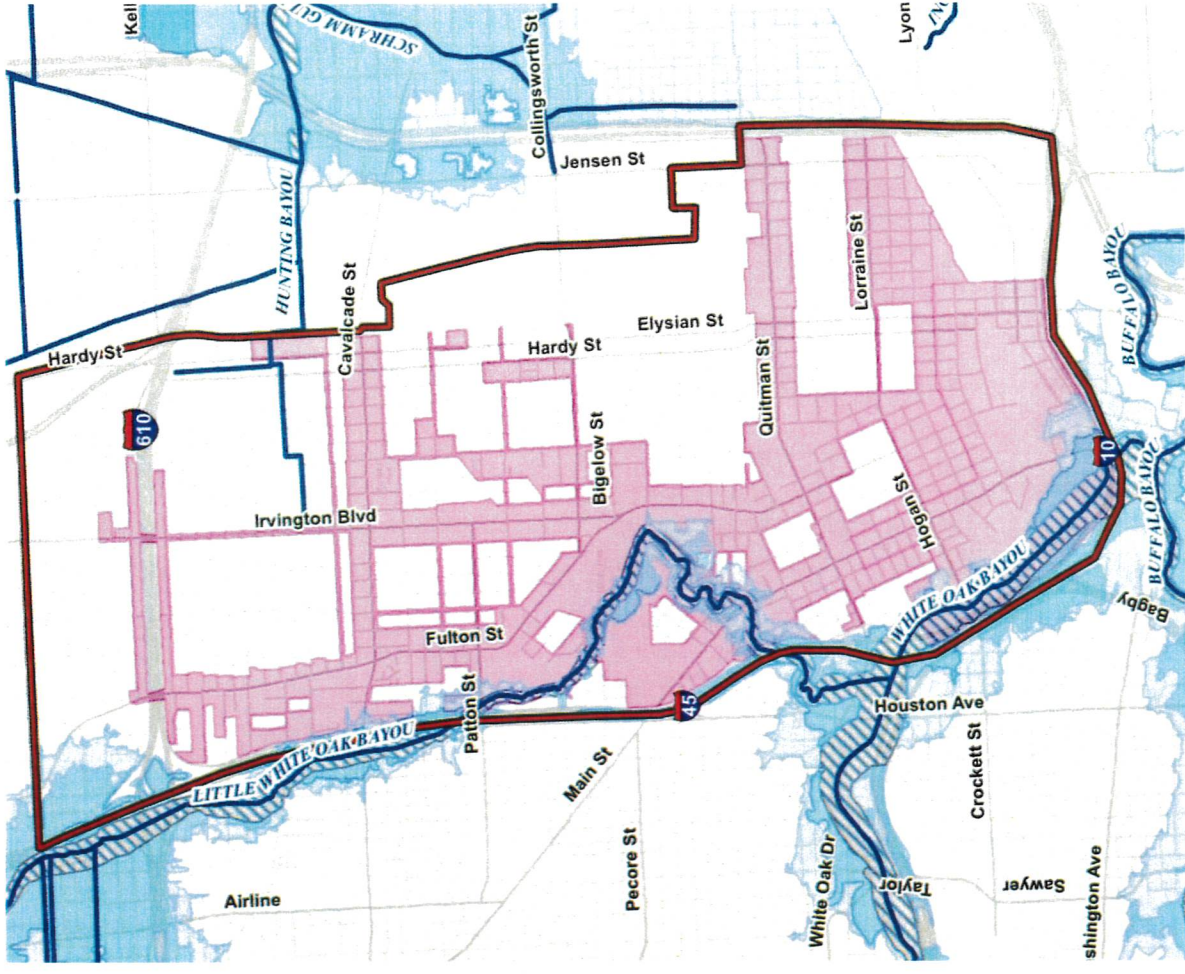 Kell
SCHRAMM GU
Collingsworth St
Lyon
Jensen St
HUNTING BAYOU
Cavalcade St
Hardy St
Hardy St
Elysian St
Lorraine St
Quitman St
BUFFALO BAYOU
610
Irvington Blvd
Bigelow St
Hogan St
10
BUFFALO BAYOU
WHITE OAK BAYOU
Bagby
Fulton St
Patton St
45
Houston Ave
LITTLE WHITE OAK BAYOU
Main St
Crockett St
Airline
Pecore St
White Oak Dr
Taylor
Sawyer
shington Ave